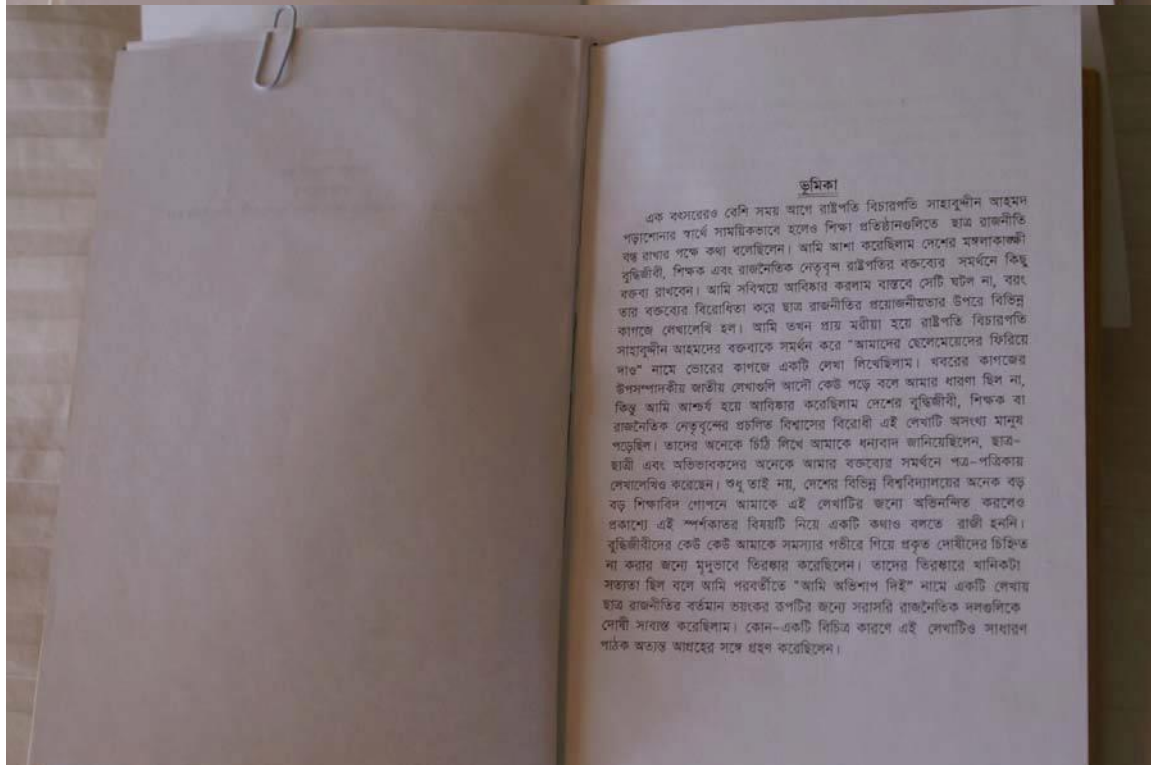 ভূমিকা
এক বৎসরেরও বেশি সময় আগে রাষ্ট্রপতি বিচারপতি সাহাবুদ্দীন আহমদ
পড়াশোনার স্বার্থে সাময়িকভাবে হলেও শিক্ষা প্রতিষ্ঠানগুলিতে ছাত্র রাজনীতি
বন্ধ রাখার পক্ষে কথা বলেছিলেন। আমি আশা করেছিলাম দেশের মঙ্গলাকাঙ্ক্ষী
বুদ্ধিজীবী, শিক্ষক এবং রাজনৈতিক নেতৃবৃন্দ রাষ্ট্রপতির বক্তব্যের সমর্থনে কিছু
বক্তব্য রাখবেন। আমি সবিস্ময়ে আবিষ্কার করলাম বাস্তবে সেটি ঘটল না, বরং
তার বক্তব্যের বিরোধিতা করে ছাত্র রাজনীতির প্রয়োজনীয়তার উপরে বিভিন্ন
কাগজে লেখালেখি হল। আমি তখন প্রায় মরীয়া হয়ে রাষ্ট্রপতি বিচারপতি
সাহাবুদ্দীন আহমদের বক্তব্যকে সমর্থন করে "আমাদের ছেলেমেয়েদের ফিরিয়ে
দাও" নামে ভোরের কাগজে একটি লেখা লিখেছিলাম। খবরের কাগজের
উপসম্পাদকীয় জাতীয় লেখাগুলি আদৌ কেউ পড়ে বলে আমার ধারণা ছিল না,
কিন্তু আমি আশ্চর্য হয়ে আবিষ্কার করেছিলাম দেশের বুদ্ধিজীবী, শিক্ষক বা
রাজনৈতিক নেতৃবৃন্দের প্রচলিত বিশ্বাসের বিরোধী এই লেখাটি অসংখ্য মানুষ
পড়েছিল। তাদের অনেকে চিঠি লিখে আমাকে ধন্যবাদ জানিয়েছিলেন, ছাত্র-
ছাত্রী এবং অভিভাবকদের অনেকে আমার বক্তব্যের সমর্থনে পত্র-পত্রিকায়
লেখালেখিও করেছেন। শুধু তাই নয়, দেশের বিভিন্ন বিশ্ববিদ্যালয়ের অনেক বড়
বড় শিক্ষাবিদ গোপনে আমাকে এই লেখাটির জন্যে অভিনন্দিত করলেও
প্রকাশ্যে এই স্পর্শকাতর বিষয়টি নিয়ে একটি কথাও বলতে রাজী হননি।
বুদ্ধিজীবীদের কেউ কেউ আমাকে সমস্যার গভীরে গিয়ে প্রকৃত দোষীদের চিহ্নিত
না করার জন্যে মৃদুভাবে তিরষ্কার করেছিলেন। তাদের তিরষ্কারে খানিকটা
সত্যতা ছিল বলে আমি পরবর্তীতে "আমি অভিশাপ দিই" নামে একটি লেখায়
ছাত্র রাজনীতির বর্তমান ভয়ংকর রূপটির জন্যে সরাসরি রাজনৈতিক দলগুলিকে
দোষী সাব্যস্ত করেছিলাম। কোন-একটি বিচিত্র কারণে এই লেখাটিও সাধারণ
পাঠক অত্যন্ত আগ্রহের সঙ্গে গ্রহণ করেছিলেন।